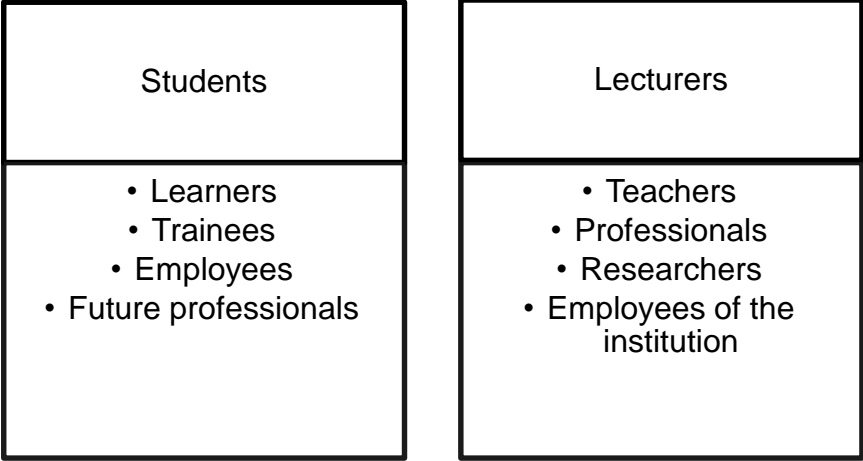 Students
• Learners
• Trainees
• Employees
• Future professionals
Lecturers
• Teachers
• Professionals
• Researchers
• Employees of the
institution